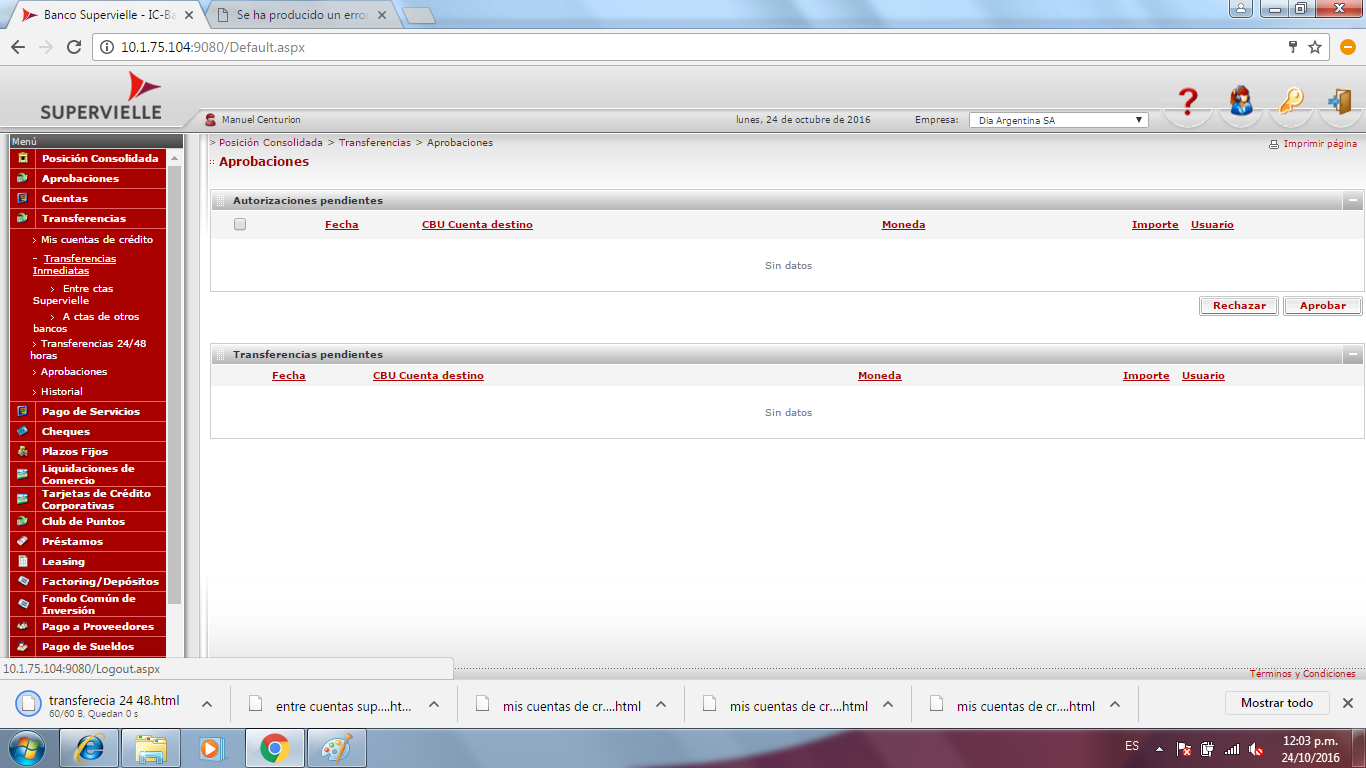 Banco Supervielle - IC-Ba
Se ha producido un erro
10.1.75.104:9080/Default.aspx
SUPERVIELLE
Manuel Centurion
lunes, 24 de octubre de 2016
Empresa:
Dia Argentina SA
Menú
Posición Consolidada
Aprobaciones
Cuentas
Transferencias
› Mis cuentas de crédito
- Transferencias
Inmediatas
› Entre ctas
Supervielle
› A ctas de otros
bancos
› Transferencias 24/48
horas
› Aprobaciones
› Historial
Pago de Servicios
Cheques
Plazos Fijos
Liquidaciones de
Comercio
Tarjetas de Crédito
Corporativas
Club de Puntos
Préstamos
Leasing
Factoring/Depósitos
Fondo Común de
Inversión
Pago a Proveedores
Pago de Sueldos
> Posición Consolidada > Transferencias > Aprobaciones
Imprimir página
Aprobaciones
Autorizaciones pendientes
Fecha CBU Cuenta destino Moneda Importe Usuario
Sin datos
Rechazar Aprobar
Transferencias pendientes
Fecha CBU Cuenta destino Moneda Importe Usuario
Sin datos
10.1.75.104:9080/Logout.aspx
Términos y Condiciones
transferecia 24 48.html
60/60 B, Quedan 0 s
entre cuentas sup....ht...
mis cuentas de cr....html
mis cuentas de cr....html
mis cuentas de cr....html
Mostrar todo
ES
12:03 p.m.
24/10/2016